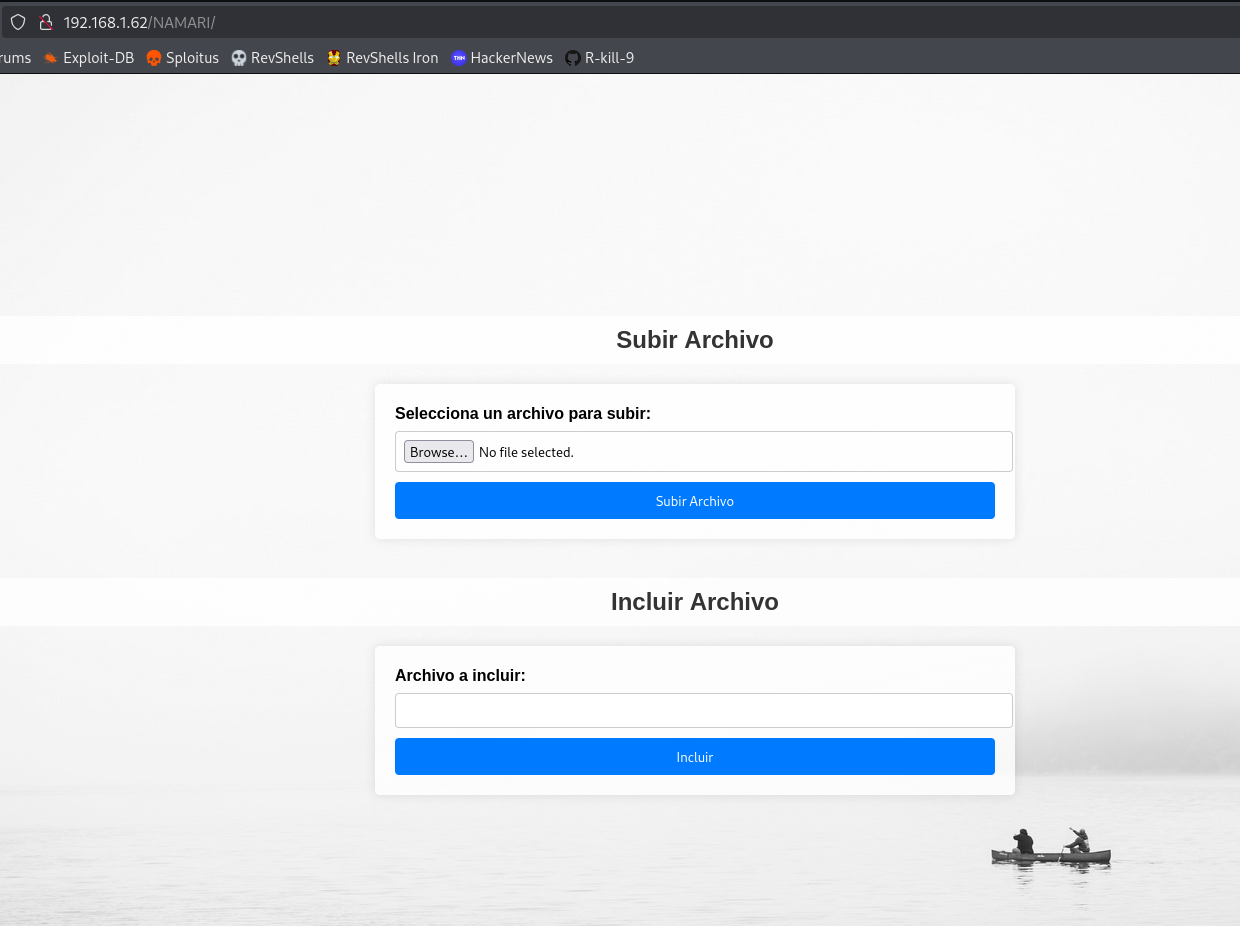 192.168.1.62/NAMARI/
rums Exploit-DB Sploitus RevShells RevShells Iron THN HackerNews R-kill-9
Subir Archivo
Selecciona un archivo para subir:
Browse... No file selected.
Subir Archivo
Incluir Archivo
Archivo a incluir:
Incluir